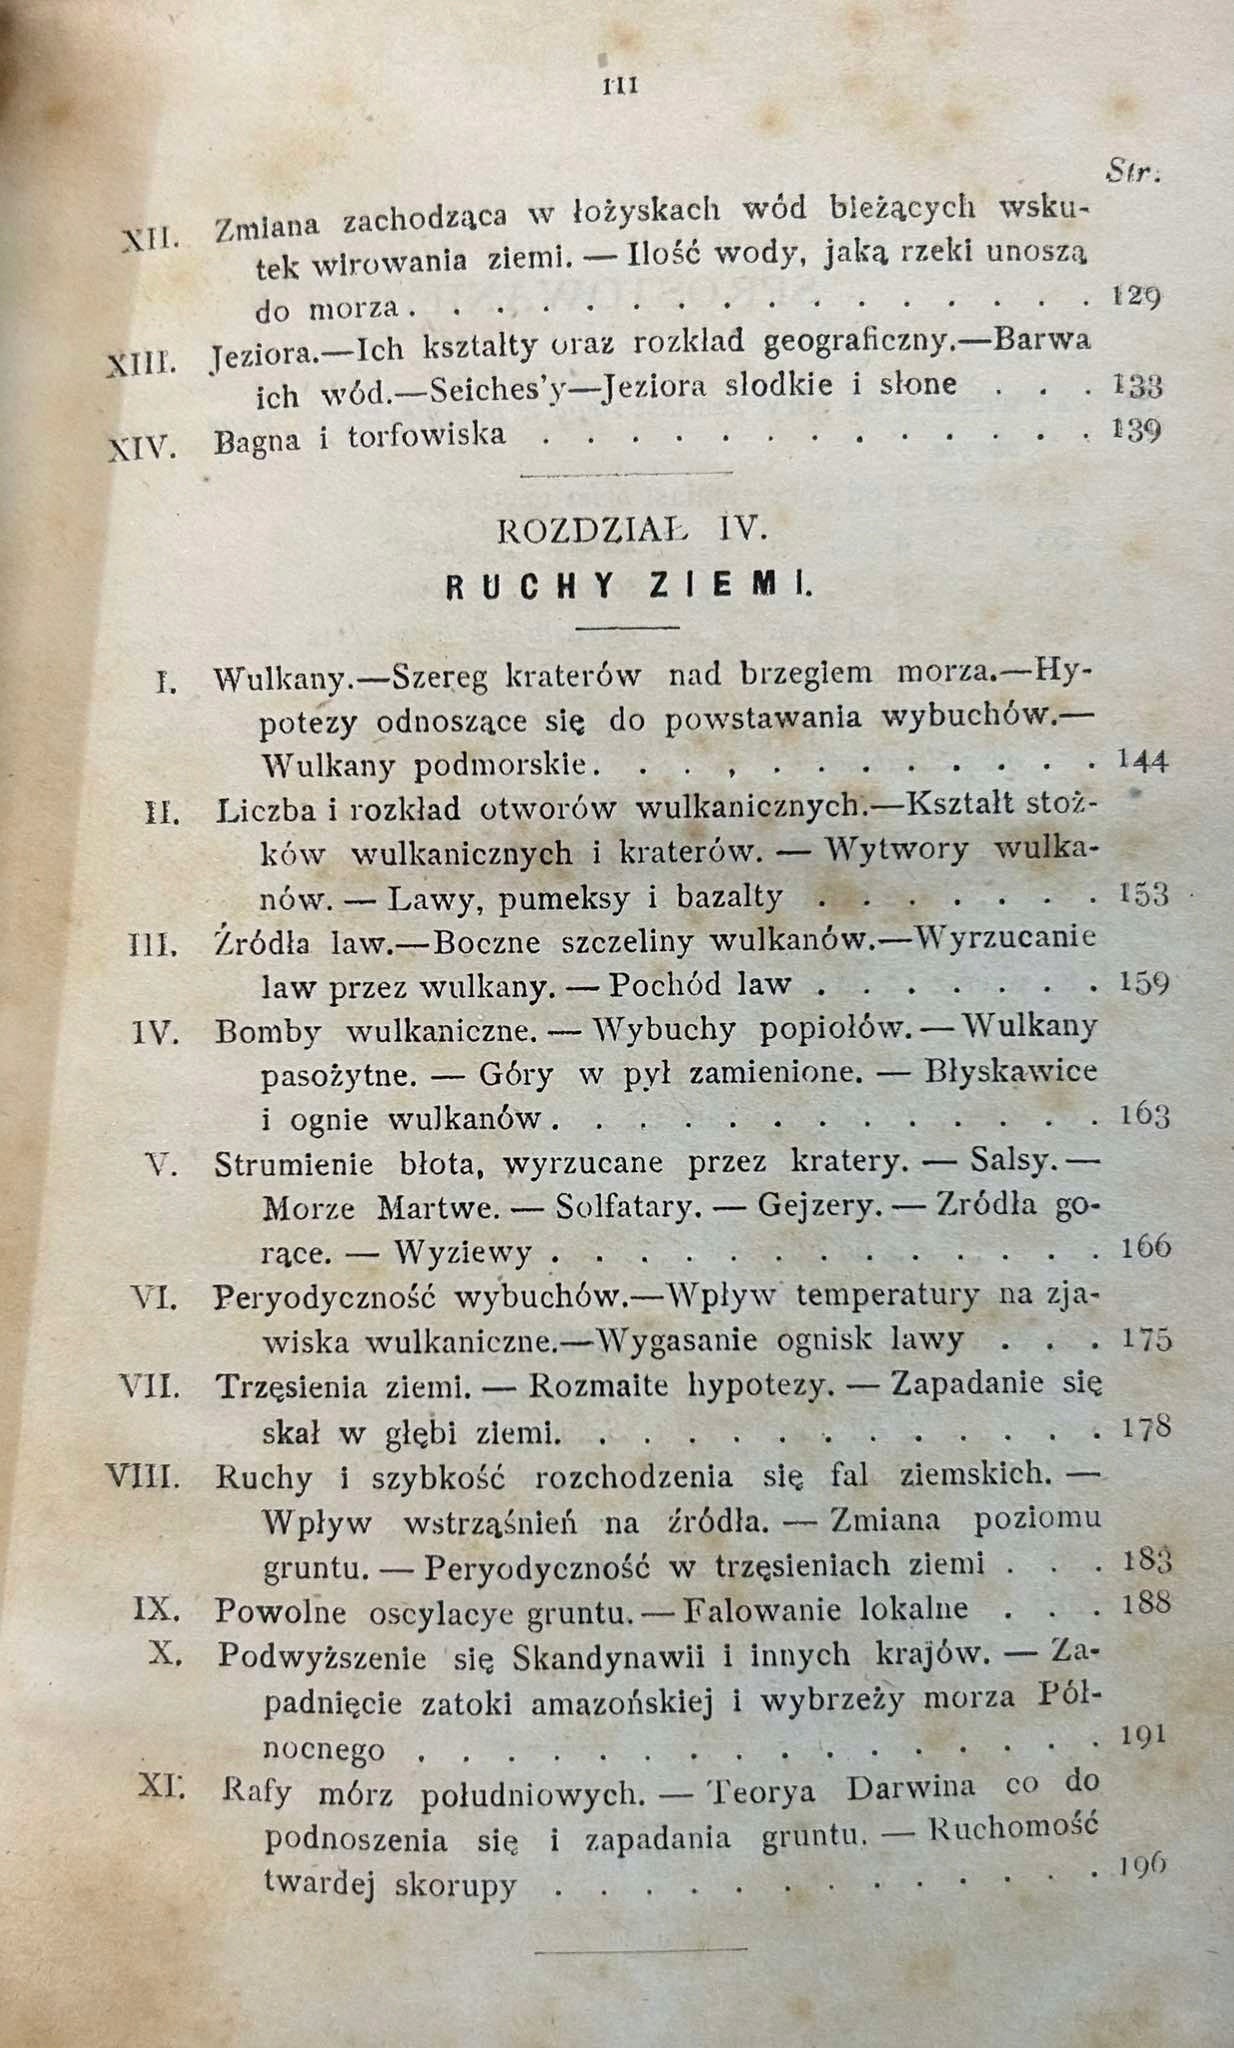 III
Str.
XII. Zmiana zachodząca w łożyskach wód bieżących wsku-
tek wirowania ziemi. — Ilość wody, jaką rzeki unoszą
do morza . . . . . . . . . . . . . . . . 129
XIII. Jeziora.—Ich kształty oraz rozkład geograficzny.—Barwa
ich wód.—Seiches'y—Jeziora slodkie i słone . . . 133
XIV. Bagna i torfowiska . . . . . . . . . . . . . 139
ROZDZIAŁ IV.
RUCHY ZIEMI.
I. Wulkany.—Szereg kraterów nad brzegiem morza.—Hy-
potezy odnoszące się do powstawania wybuchów.—
Wulkany podmorskie. . . . . . . . . . . . 144
II. Liczba i rozkład otworów wulkanicznych.—Kształt stoż-
ków wulkanicznych i kraterów. — Wytwory wulka-
nów. — Lawy, pumeksy i bazalty . . . . . . . 153
III. Źródła law.—Boczne szczeliny wulkanów.—Wyrzucanie
law przez wulkany. — Pochód law . . . . . . . 159
IV. Bomby wulkaniczne. — Wybuchy popiołów. — Wulkany
pasożytne. — Góry w pył zamienione. — Błyskawice
i ognie wulkanów . . . . . . . . . . . . . 163
V. Strumienie błota, wyrzucane przez kratery. — Salsy. —
Morze Martwe. — Solfatary. — Gejzery. — Zródła go-
rące. — Wyziewy . . . . . . . . . . . . . 166
VI. Peryodyczność wybuchów.—Wpływ temperatury na zja-
wiska wulkaniczne.—Wygasanie ognisk lawy . . . 175
VII. Trzęsienia ziemi. — Rozmaite hypotezy. — Zapadanie się
skał w głębi ziemi. . . . . . . . . . . . . 178
VIII. Ruchy i szybkość rozchodzenia się fal ziemskich. —
Wpływ wstrząśnień na źródła. — Zmiana poziomu
gruntu. — Peryodyczność w trzęsieniach ziemi . . . 183
IX. Powolne oscylacye gruntu. — Falowanie lokalne . . . 188
X. Podwyższenie się Skandynawii i innych krajów. — Za-
padnięcie zatoki amazońskiej i wybrzeży morza Pół-
nocnego . . . . . . . . . . . . . . . . 191
XI. Rafy mórz południowych. — Teorya Darwina co do
podnoszenia się i zapadania gruntu. — Ruchomość
twardej skorupy . . . . . . . . . . . . . 196